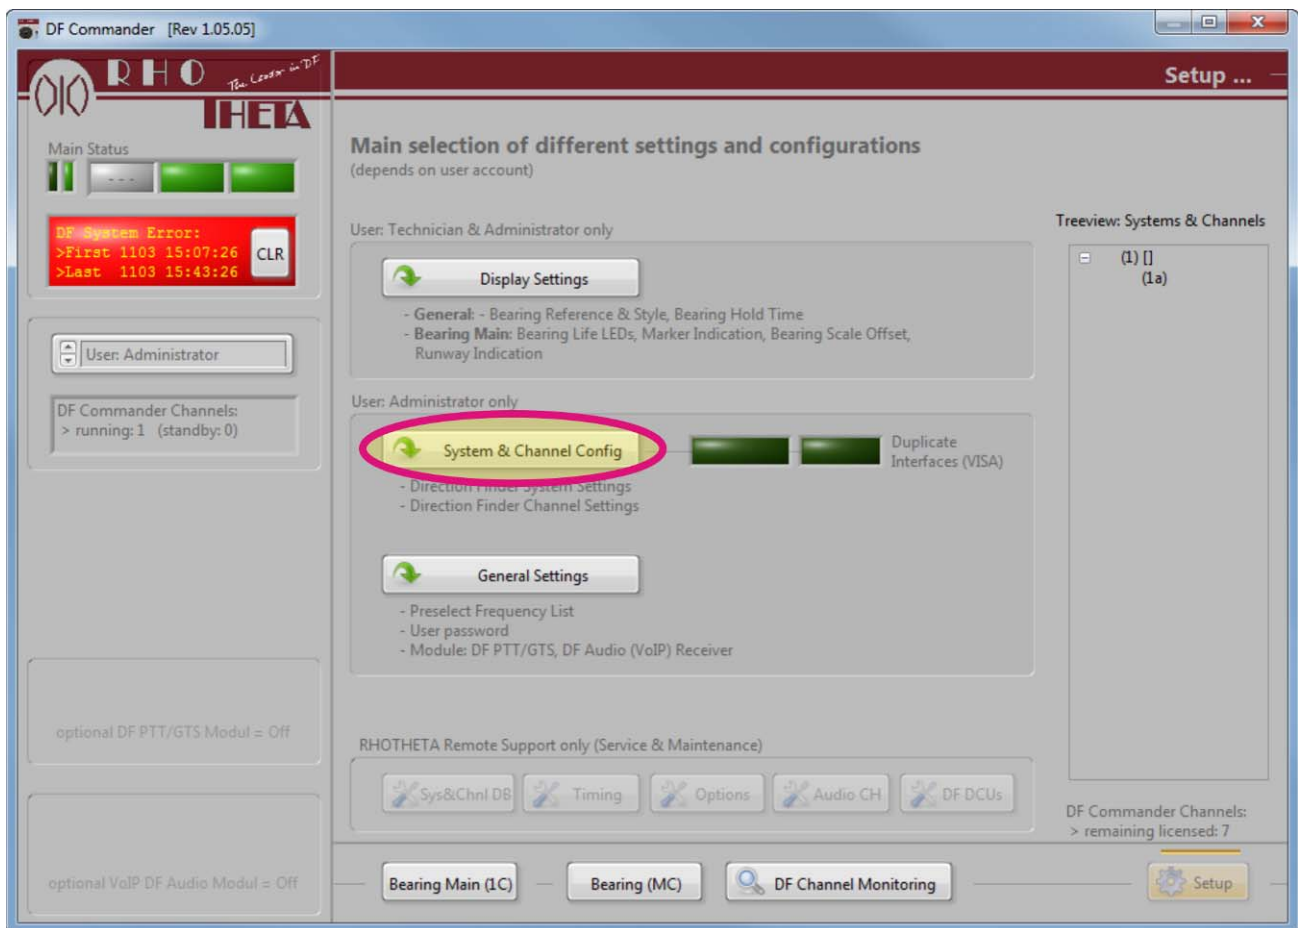 DF Commander [Rev 1.05.05]
RHO
The Leader in DF
THETA
Setup ...
Main Status
- - -
DF System Error:
>First 1103 15:07:26
>Last 1103 15:43:26
CLR
User: Administrator
DF Commander Channels:
> running: 1 (standby: 0)
optional DF PTT/GTS Modul = Off
optional VoIP DF Audio Modul = Off
Main selection of different settings and configurations
(depends on user account)
User: Technician & Administrator only
Display Settings
- General: - Bearing Reference & Style, Bearing Hold Time
- Bearing Main: Bearing Life LEDs, Marker Indication, Bearing Scale Offset,
Runway Indication
User: Administrator only
System & Channel Config
Duplicate
Interfaces (VISA)
- Direction Finder System Settings
- Direction Finder Channel Settings
General Settings
- Preselect Frequency List
- User password
- Module: DF PTT/GTS, DF Audio (VoIP) Receiver
RHOTHETA Remote Support only (Service & Maintenance)
Sys&Chnl DB
Timing
Options
Audio CH
DF DCUs
Treeview: Systems & Channels
(1) []
(1a)
DF Commander Channels:
> remaining licensed: 7
Bearing Main (1C)
Bearing (MC)
DF Channel Monitoring
Setup